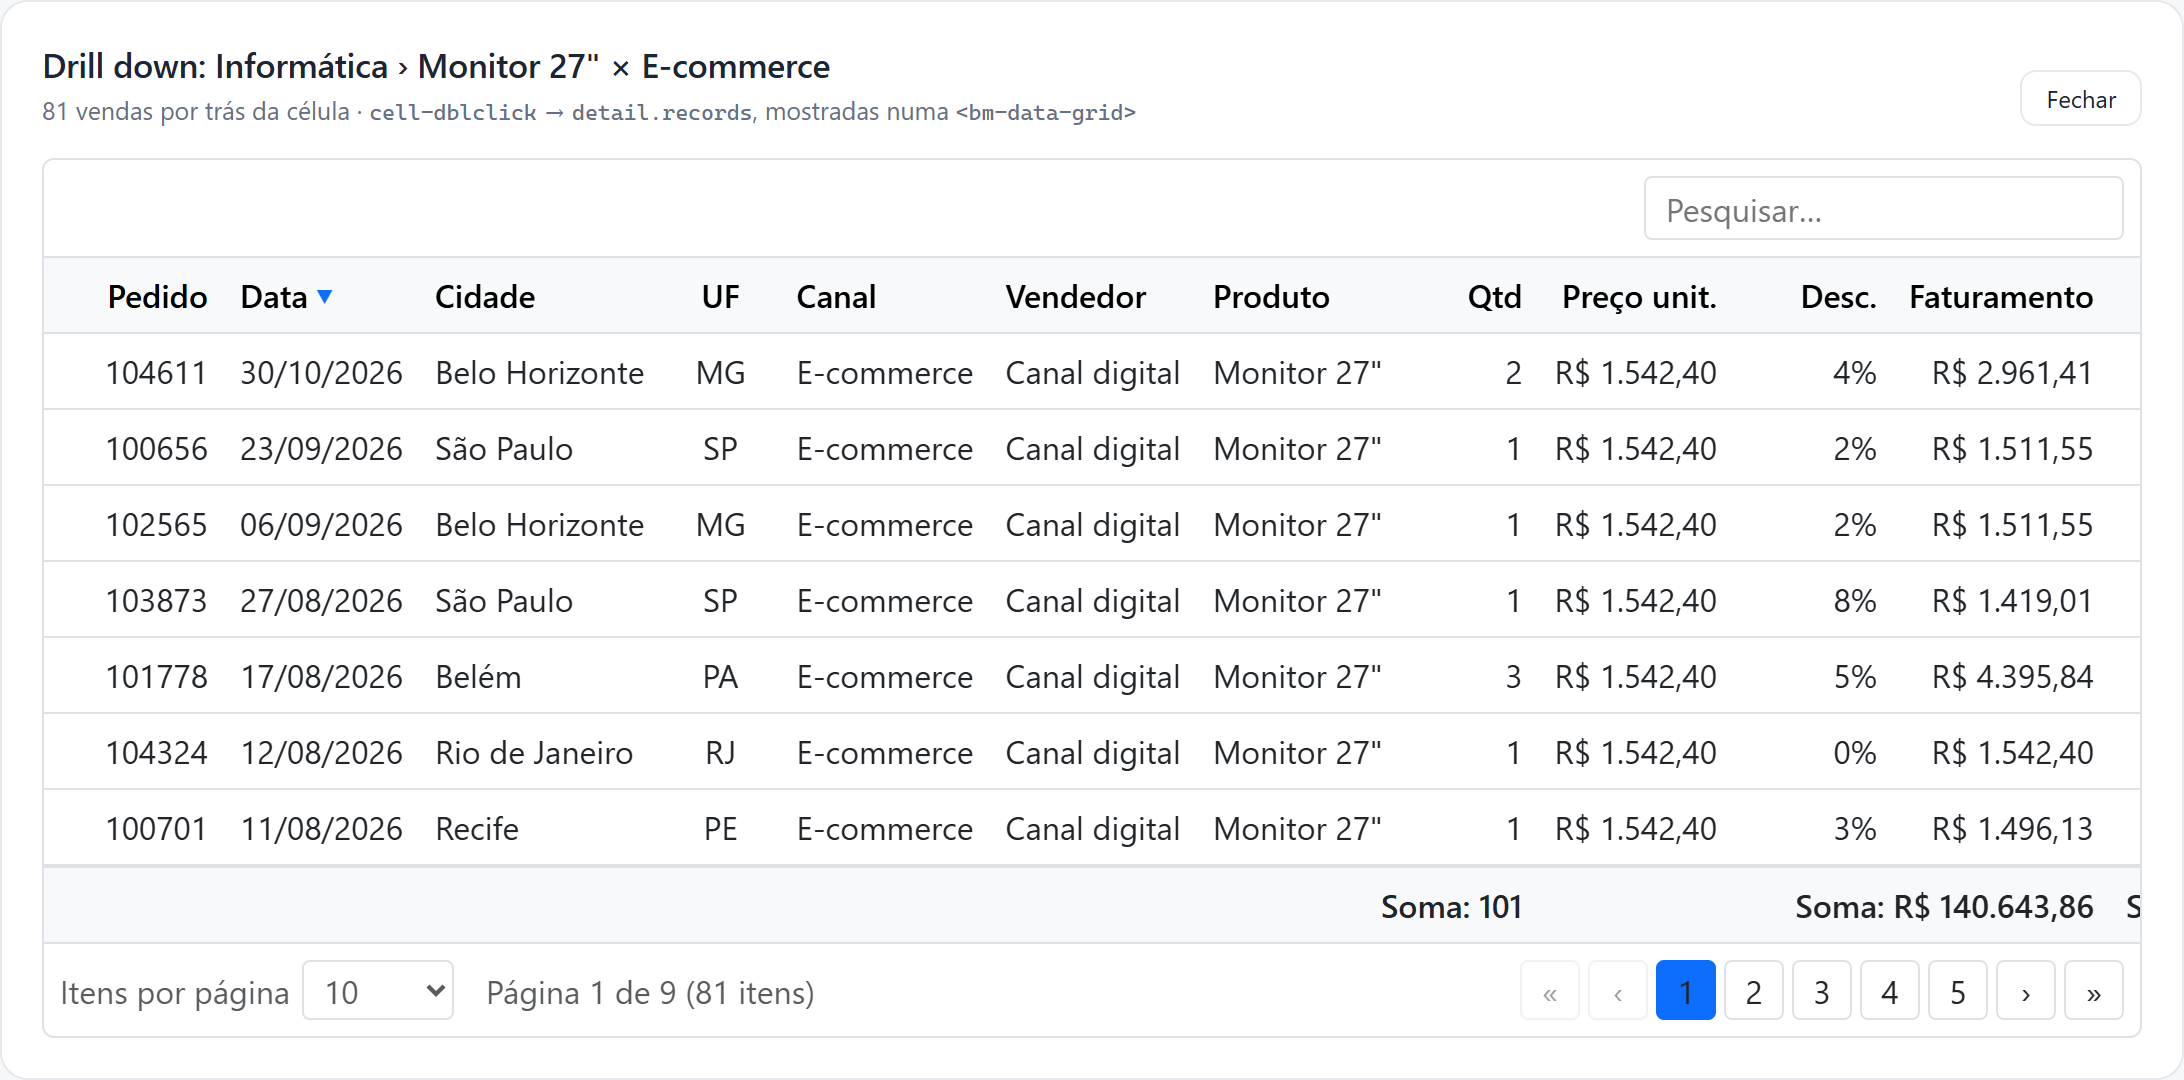 Drill down: Informática › Monitor 27" × E-commerce
81 vendas por trás da célula · cell-dblclick → detail.records, mostradas numa <bm-data-grid>
Fechar
Pesquisar...
Pedido Data ▼ Cidade UF Canal Vendedor Produto Qtd Preço unit. Desc. Faturamento
104611 30/10/2026 Belo Horizonte MG E-commerce Canal digital Monitor 27" 2 R$ 1.542,40 4% R$ 2.961,41
100656 23/09/2026 São Paulo SP E-commerce Canal digital Monitor 27" 1 R$ 1.542,40 2% R$ 1.511,55
102565 06/09/2026 Belo Horizonte MG E-commerce Canal digital Monitor 27" 1 R$ 1.542,40 2% R$ 1.511,55
103873 27/08/2026 São Paulo SP E-commerce Canal digital Monitor 27" 1 R$ 1.542,40 8% R$ 1.419,01
101778 17/08/2026 Belém PA E-commerce Canal digital Monitor 27" 3 R$ 1.542,40 5% R$ 4.395,84
104324 12/08/2026 Rio de Janeiro RJ E-commerce Canal digital Monitor 27" 1 R$ 1.542,40 0% R$ 1.542,40
100701 11/08/2026 Recife PE E-commerce Canal digital Monitor 27" 1 R$ 1.542,40 3% R$ 1.496,13
Soma: 101 Soma: R$ 140.643,86
Itens por página 10 Página 1 de 9 (81 itens) « ‹ 1 2 3 4 5 › »